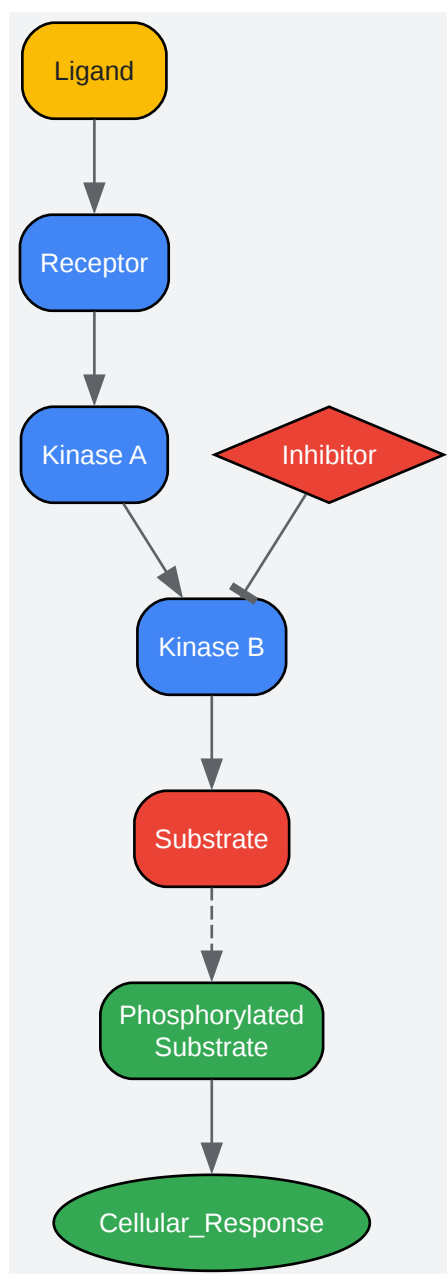 Ligand
Receptor
Kinase A
Inhibitor
Kinase B
Substrate
Phosphorylated
Substrate
Cellular_Response